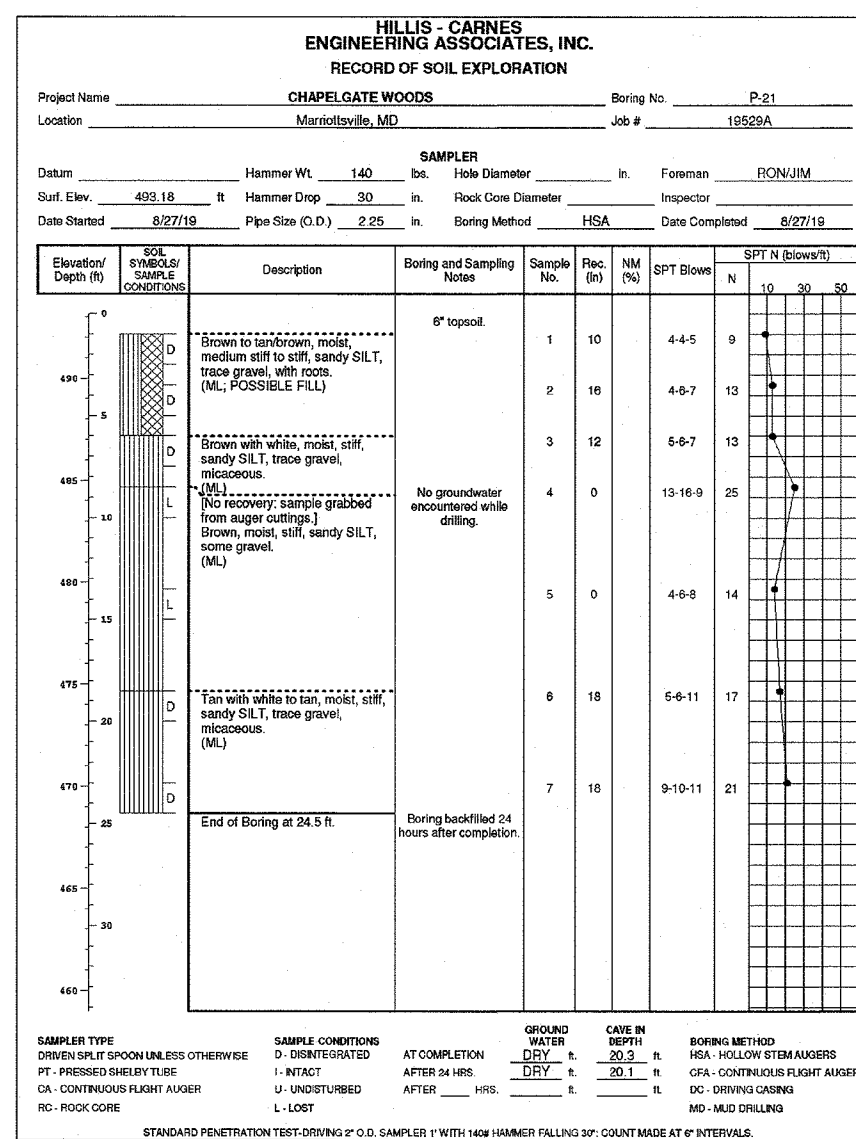 HILLIS - CARNES
ENGINEERING ASSOCIATES, INC.
RECORD OF SOIL EXPLORATION
Project Name CHAPELGATE WOODS Boring No. P-21
Location Marriottsville, MD Job # 19529A
SAMPLER
Datum Hammer Wt. 140 lbs. Hole Diameter in. Foreman RON/JIM
Surf. Elev. 493.18 ft Hammer Drop 30 in. Rock Core Diameter Inspector
Date Started 8/27/19 Pipe Size (O.D.) 2.25 in. Boring Method HSA Date Completed 8/27/19
Elevation/ Depth (ft) SOIL SYMBOLS/ SAMPLE CONDITIONS Description Boring and Sampling Notes Sample No. Rec. (in) NM (%) SPT Blows SPT N (blows/ft)
N 10 30 50
0
6" topsoil.
1 10 4-4-5 9
D Brown to tan/brown, moist,
medium stiff to stiff, sandy SILT,
trace gravel, with roots.
490 (ML; POSSIBLE FILL)
2 16 4-6-7 13
D
5
3 12 5-6-7 13
D Brown with white, moist, stiff,
sandy SILT, trace gravel,
micaceous.
485 (ML)
No groundwater 4 0 13-16-9 25
L [No recovery: sample grabbed encountered while
10 from auger cuttings.] drilling.
Brown, moist, stiff, sandy SILT,
some gravel.
(ML)
480
5 0 4-6-8 14
L
15
475
6 18 5-6-11 17
D Tan with white to tan, moist, stiff,
sandy SILT, trace gravel,
20 micaceous.
(ML)
470
7 18 9-10-11 21
D
25 End of Boring at 24.5 ft. Boring backfilled 24
hours after completion.
465
30
460
GROUND WATER CAVE IN DEPTH
SAMPLER TYPE SAMPLE CONDITIONS BORING METHOD
DRIVEN SPLIT SPOON UNLESS OTHERWISE D - DISINTEGRATED AT COMPLETION DRY ft. 20.3 ft. HSA - HOLLOW STEM AUGERS
PT - PRESSED SHELBY TUBE I - INTACT AFTER 24 HRS. DRY ft. 20.1 ft. CFA - CONTINUOUS FLIGHT AUGER
CA - CONTINUOUS FLIGHT AUGER U - UNDISTURBED AFTER HRS. ft. ft. DC - DRIVING CASING
RC - ROCK CORE L - LOST MD - MUD DRILLING
STANDARD PENETRATION TEST-DRIVING 2" O.D. SAMPLER 1' WITH 140# HAMMER FALLING 30"; COUNT MADE AT 6" INTERVALS.